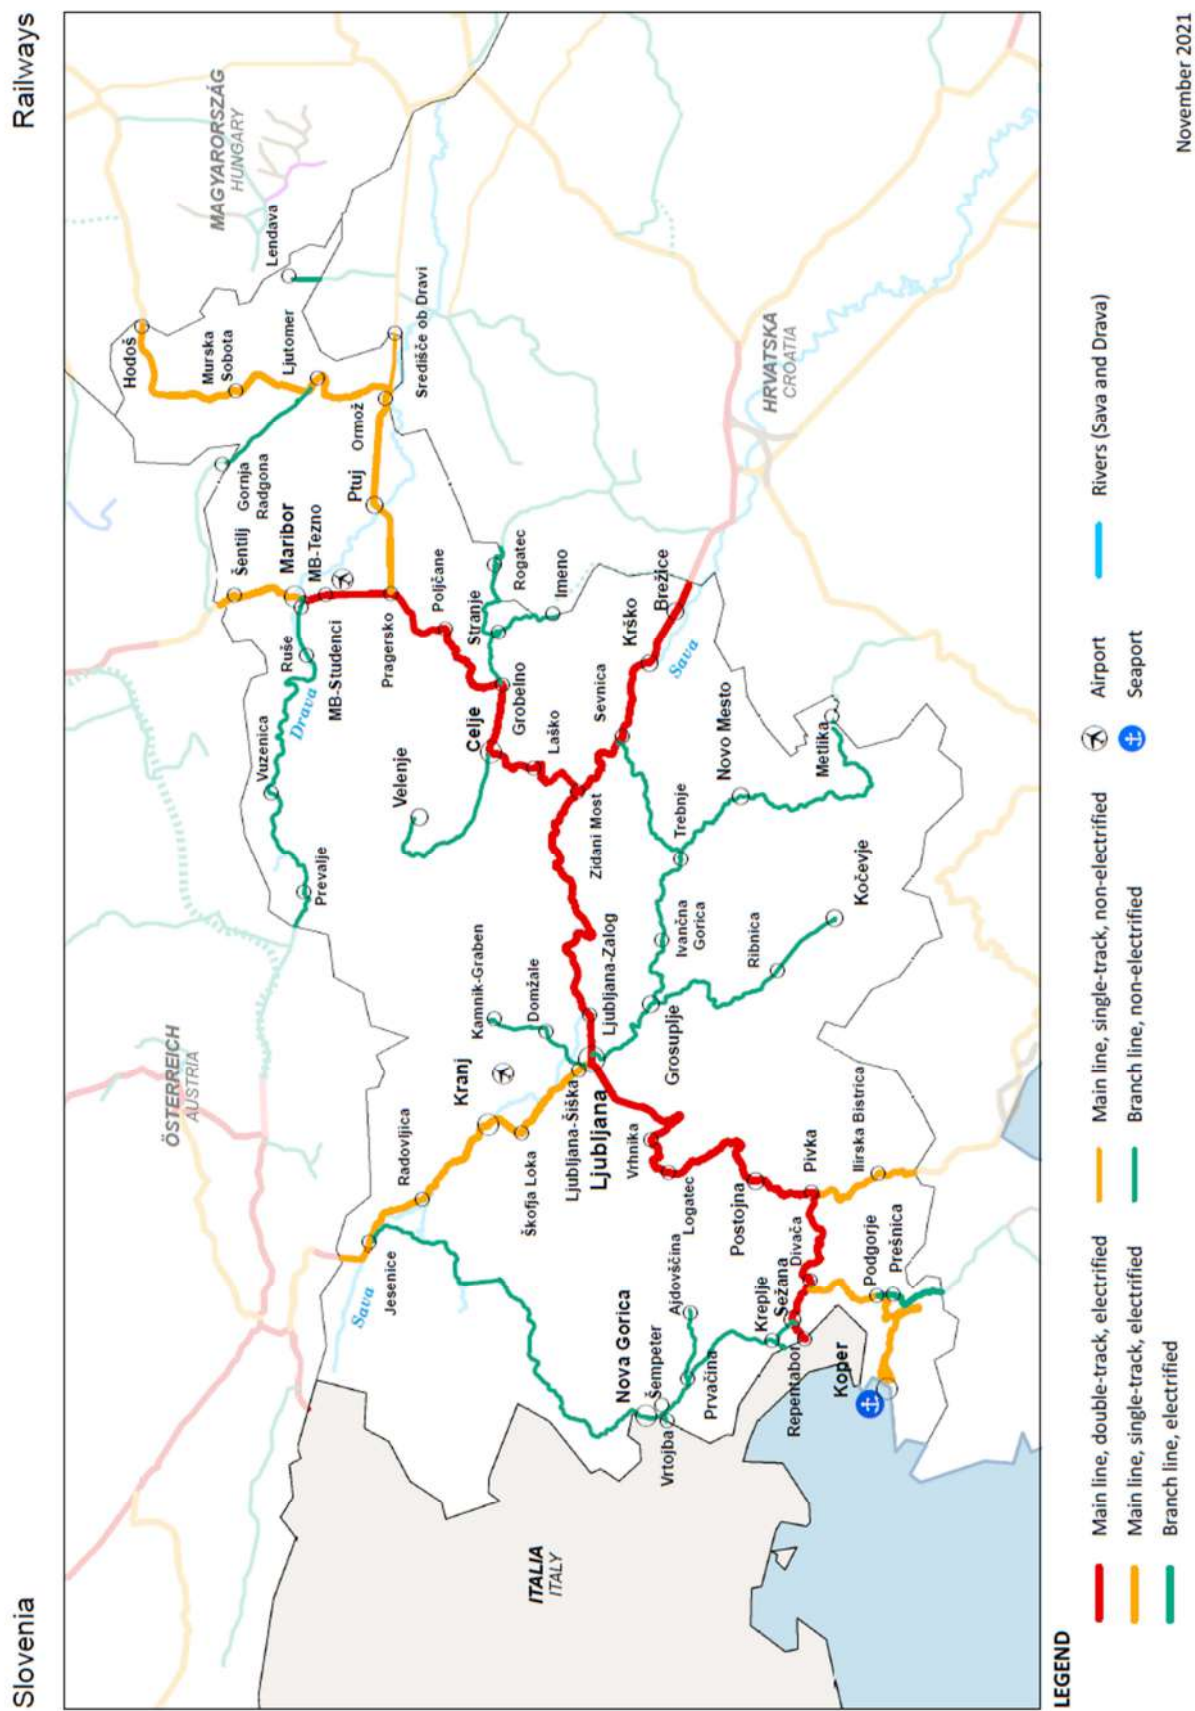 Slovenia
Railways
MAGYARORSZÁG
HUNGARY
ÖSTERREICH
AUSTRIA
HRVATSKA
CROATIA
ITALIA
ITALY
Hodoš
Murska
Sobota
Ljutomer
Lendava
Središče ob Dravi
Ormož
Ptuj
Gornja
Radgona
Šentilj
Maribor
MB-Tezno
MB-Studenci
Ruše
Drava
Vuzenica
Prevalje
Pragersko
Poljčane
Rogatec
Imeno
Stranje
Grobelno
Celje
Laško
Velenje
Zidani Most
Sevnica
Krško
Brežice
Sava
Novo Mesto
Metlika
Trebnje
Ivančna
Gorica
Kočevje
Ribnica
Grosuplje
Ljubljana-Zalog
Kamnik-Graben
Domžale
Kranj
Ljubljana-Šiška
Ljubljana
Škofja Loka
Radovljica
Jesenice
Sava
Vrhnika
Logatec
Postojna
Pivka
Ilirska Bistrica
Divača
Podgorje
Prešnica
Sežana
Kreplje
Ajdovščina
Nova Gorica
Šempeter
Vrtojba
Prvačina
Repentabor
Koper
LEGEND
Main line, double-track, electrified
Main line, single-track, electrified
Branch line, electrified
Main line, single-track, non-electrified
Branch line, non-electrified
Airport
Seaport
Rivers (Sava and Drava)
November 2021